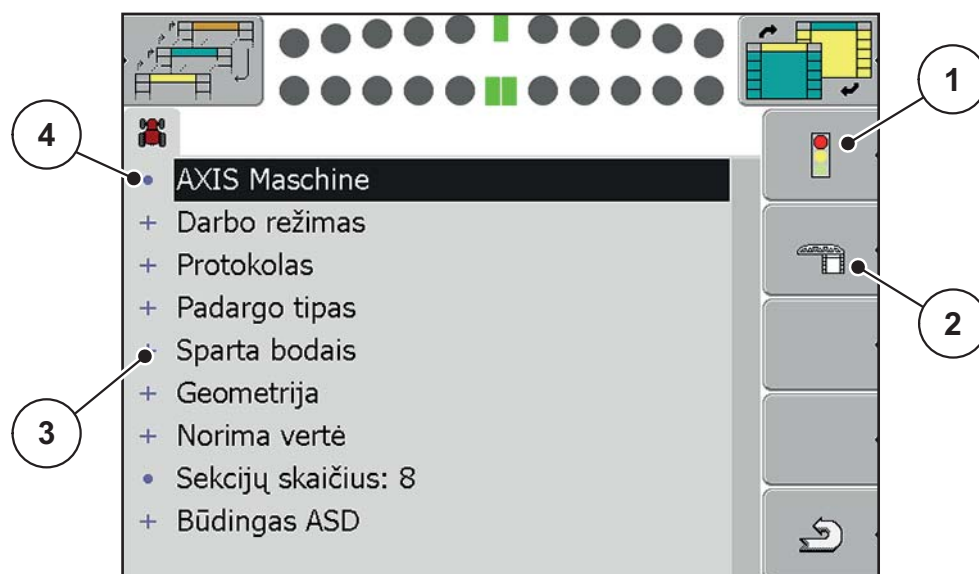 1
4
AXIS Maschine
+ Darbo režimas
+ Protokolas
+ Padargo tipas
+ Sparta bodais
+ Geometrija
+ Norima vertė
Sekcijų skaičius: 8
+ Būdingas ASD
2
3